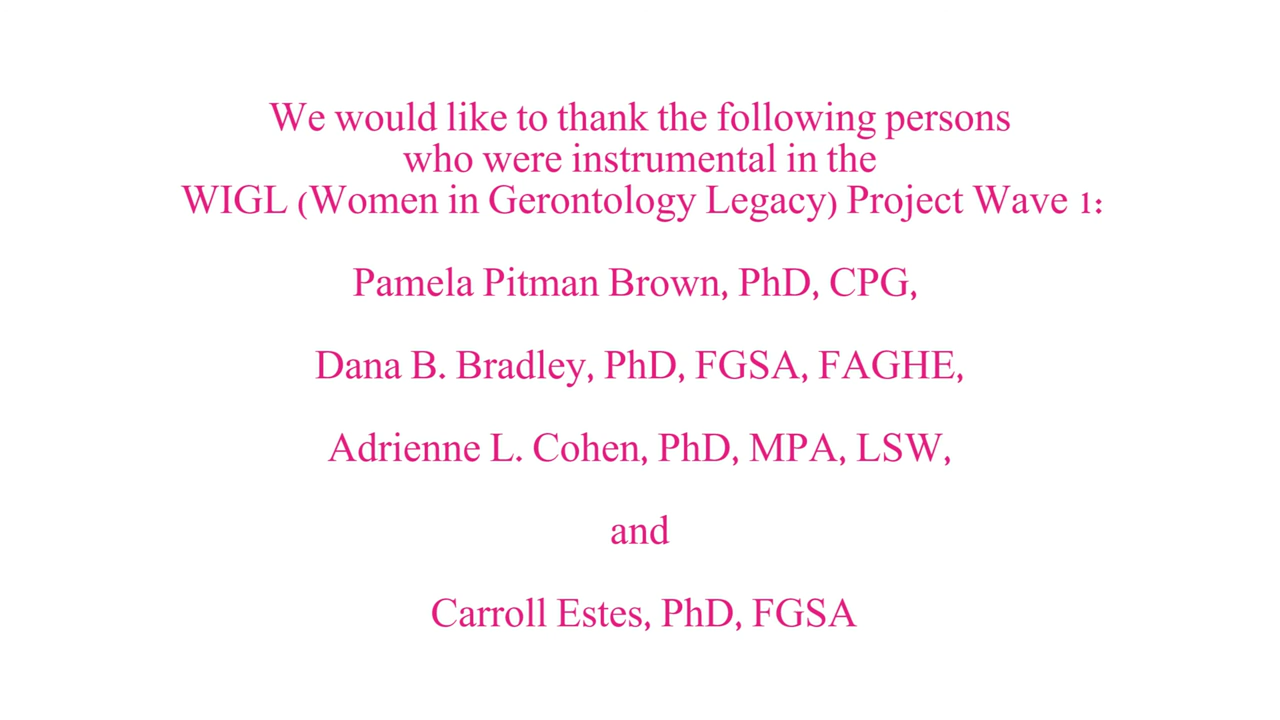 We would like to thank the following persons
who were instrumental in the
WIGL (Women in Gerontology Legacy) Project Wave 1:
Pamela Pitman Brown, PhD, CPG,
Dana B. Bradley, PhD, FGSA, FAGHE,
Adrienne L. Cohen, PhD, MPA, LSW,
and
Carroll Estes, PhD, FGSA